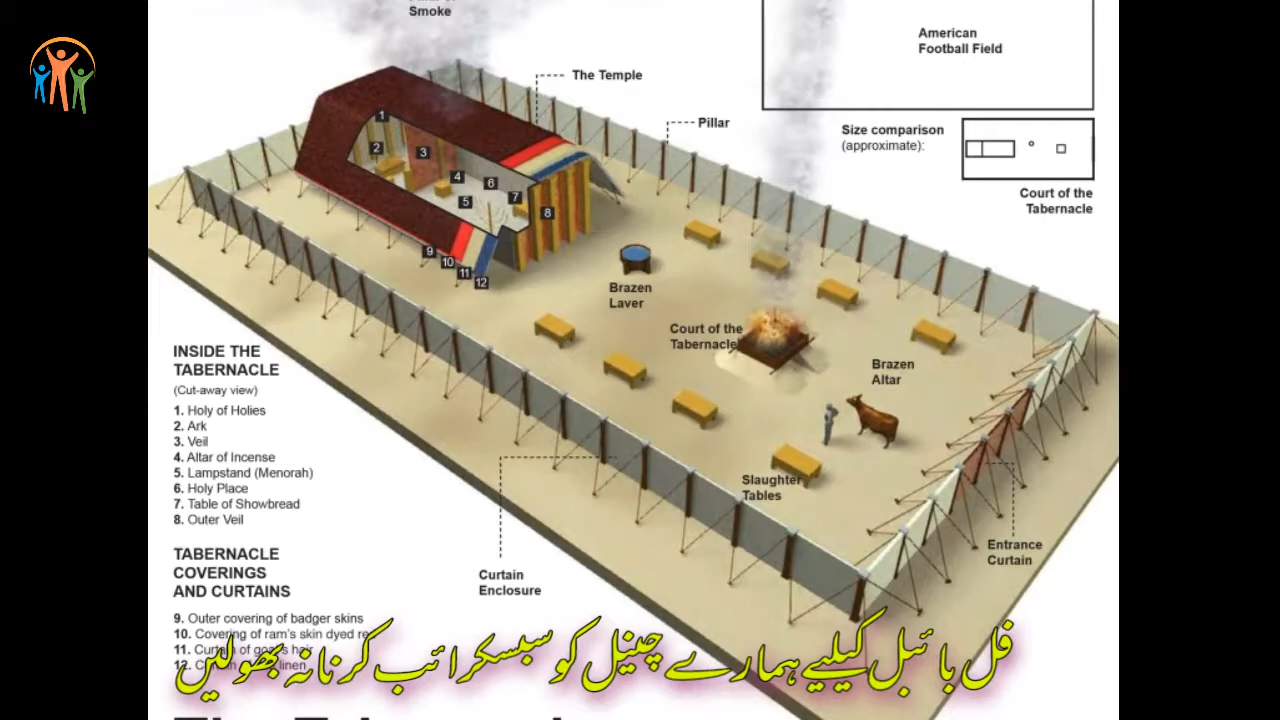 Smoke
American
Football Field
The Temple
Pillar
Size comparison
(approximate):
Court of the
Tabernacle
1
2
3
4
5
6
7
8
9
10
11
12
Brazen
Laver
Court of the
Tabernacle
Brazen
Altar
Slaughter
Tables
Entrance
Curtain
Curtain
Enclosure
INSIDE THE
TABERNACLE
(Cut-away view)
1. Holy of Holies
2. Ark
3. Veil
4. Altar of Incense
5. Lampstand (Menorah)
6. Holy Place
7. Table of Showbread
8. Outer Veil
TABERNACLE
COVERINGS
AND CURTAINS
9. Outer covering of badger skins
10. Covering of ram's skin dyed
11. Curtain of goat's hair
12. linen
فل بائبل کیلیے ہمارے چینل کو سبسکرائب کرنا نہ بھولیں